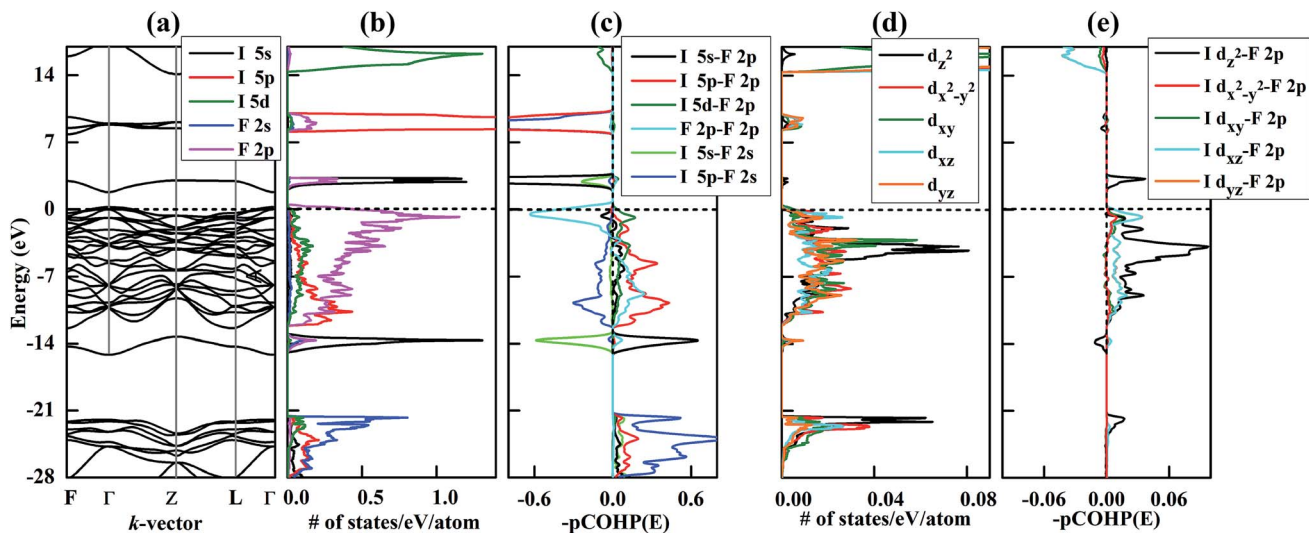 (a)
(b)
(c)
(d)
(e)
Energy (eV)
14
7
0
-7
-14
-21
-28
F Γ Z L Γ
k-vector
I 5s
I 5p
I 5d
F 2s
F 2p
0.0 0.5 1.0
# of states/eV/atom
I 5s-F 2p
I 5p-F 2p
I 5d-F 2p
F 2p-F 2p
I 5s-F 2s
I 5p-F 2s
-0.6 0.0 0.6
-pCOHP(E)
dz²
dx²-y²
dxy
dxz
dyz
0.00 0.04 0.08
# of states/eV/atom
I dz²-F 2p
I dx²-y²-F 2p
I dxy-F 2p
I dxz-F 2p
I dyz-F 2p
-0.06 0.00 0.06
-pCOHP(E)